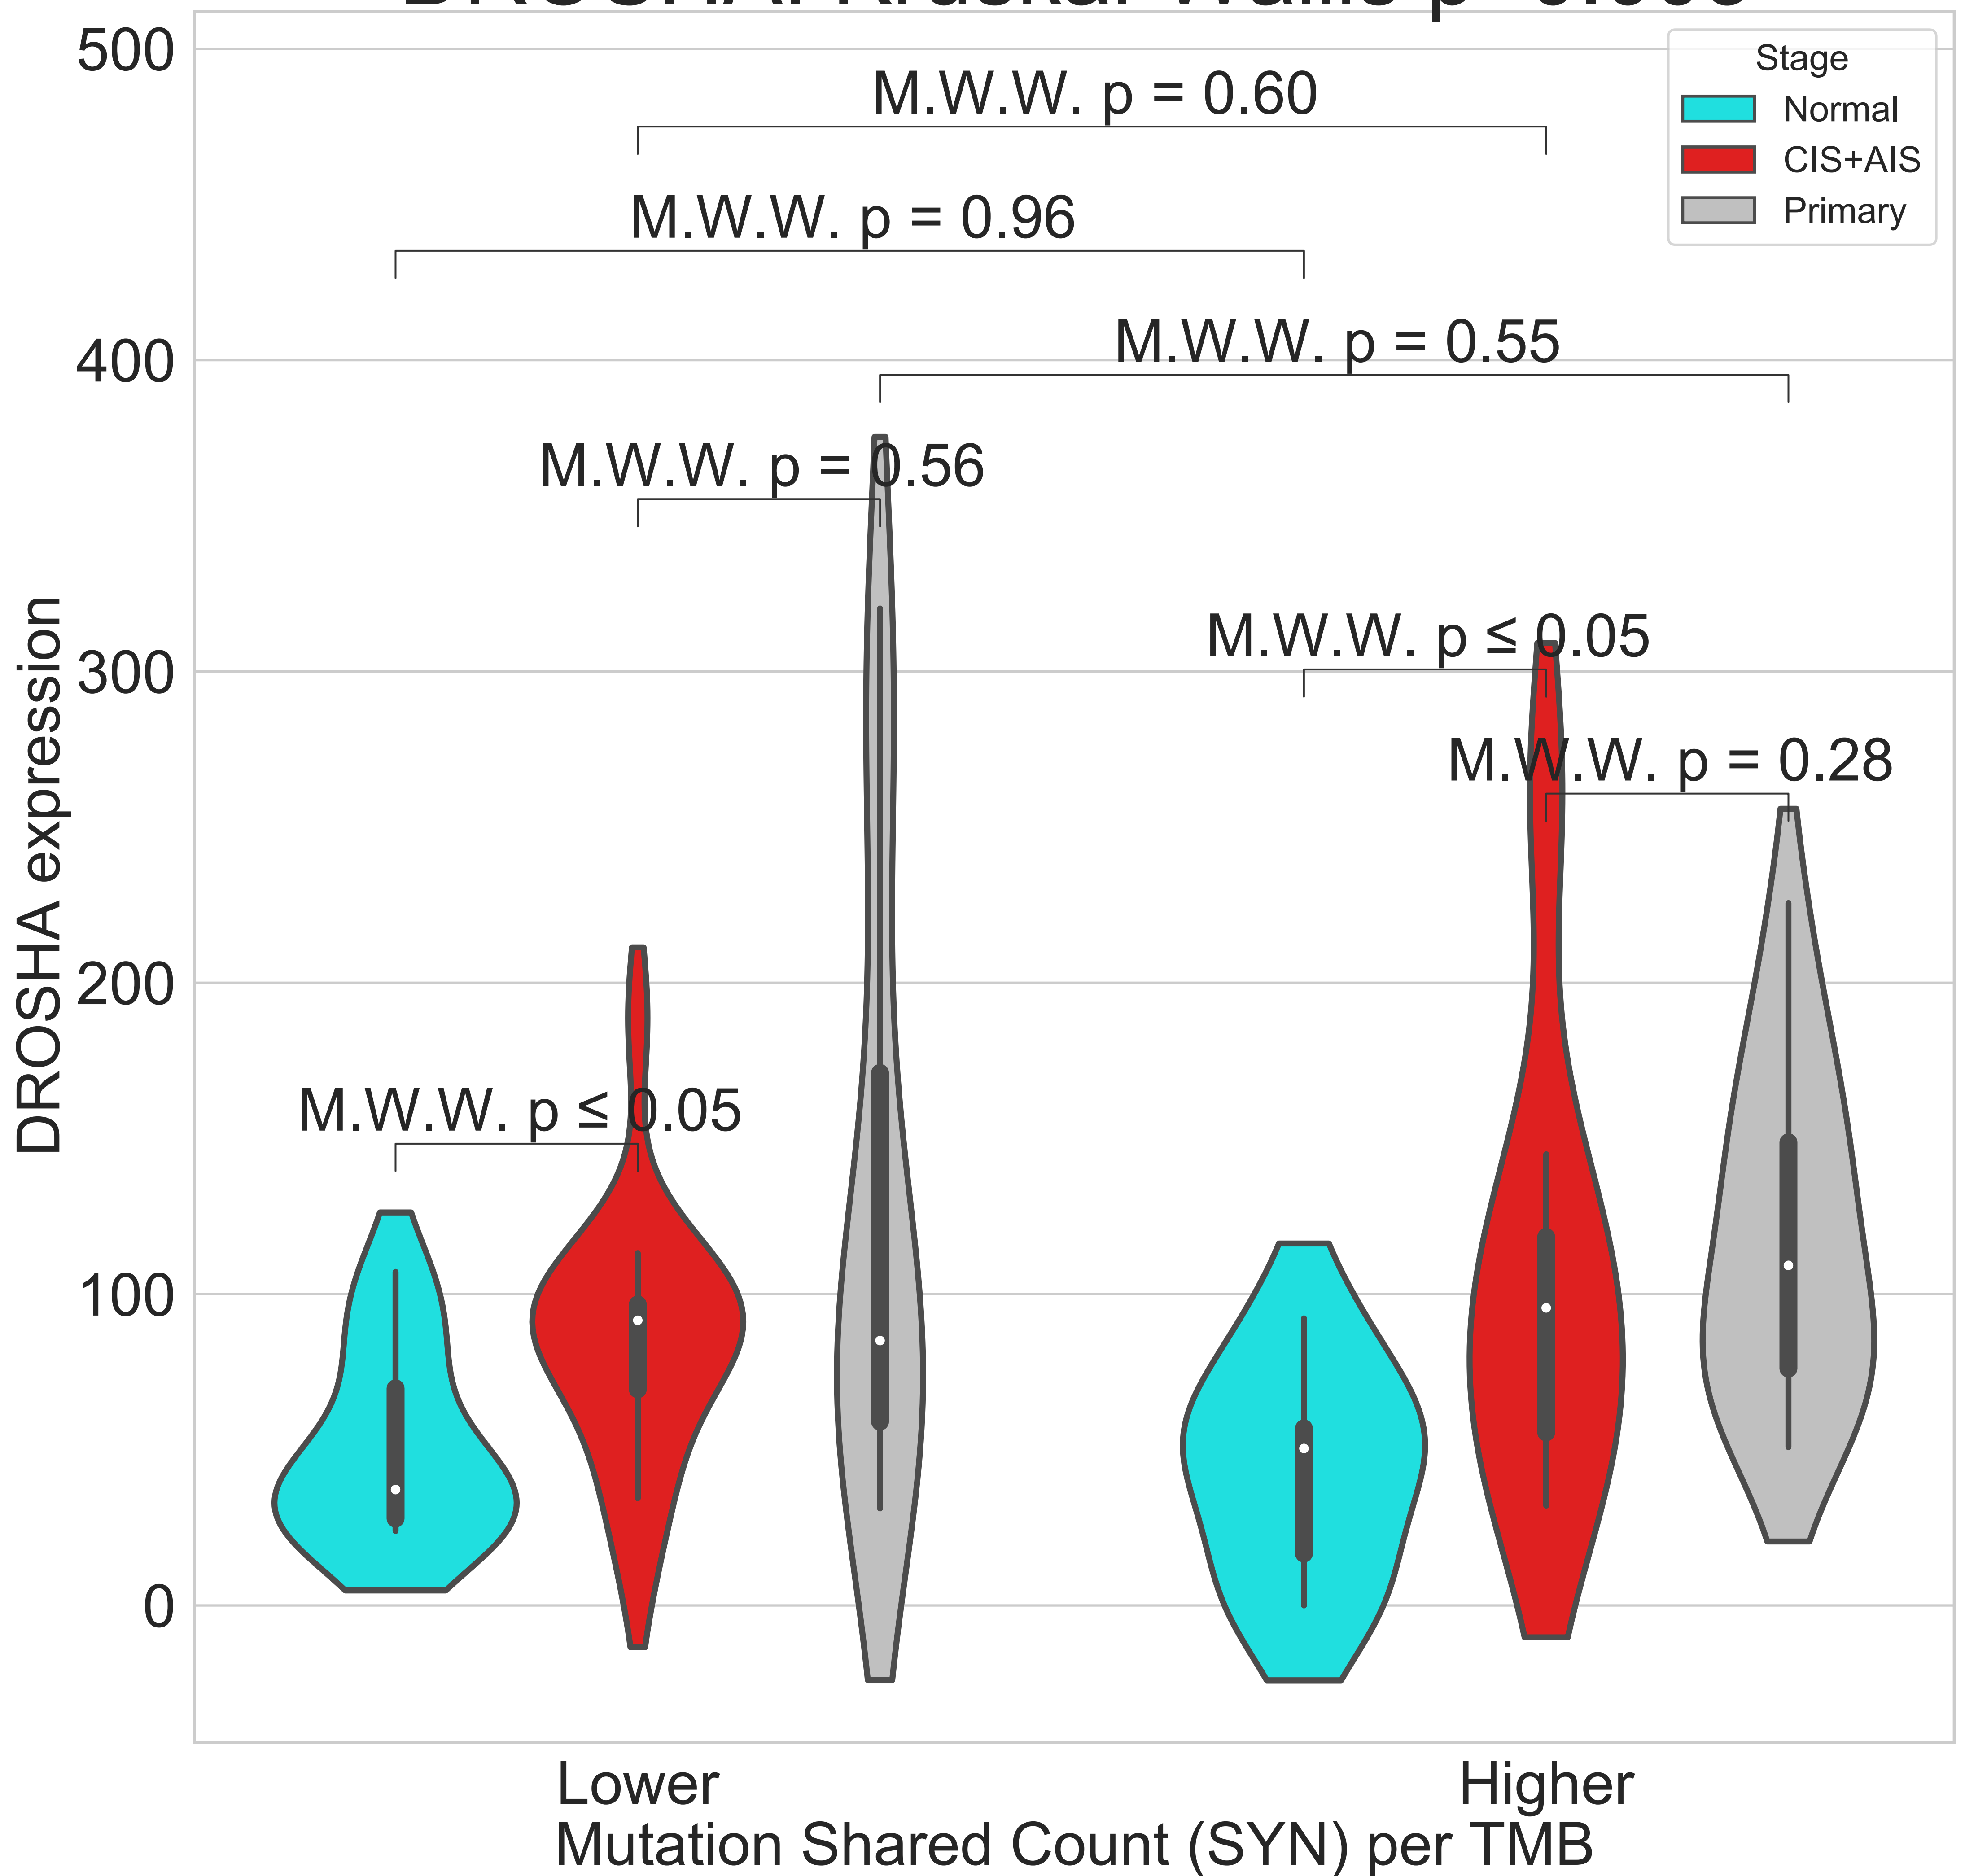 500
Stage
Normal
CIS+AIS
Primary
M.W.W. p = 0.60
M.W.W. p = 0.96
400
M.W.W. p = 0.55
M.W.W. p = 0.56
300
M.W.W. p ≤ 0.05
M.W.W. p = 0.28
DROSHA expression
200
M.W.W. p ≤ 0.05
100
0
Lower
Higher
Mutation Shared Count (SYN) per TMB